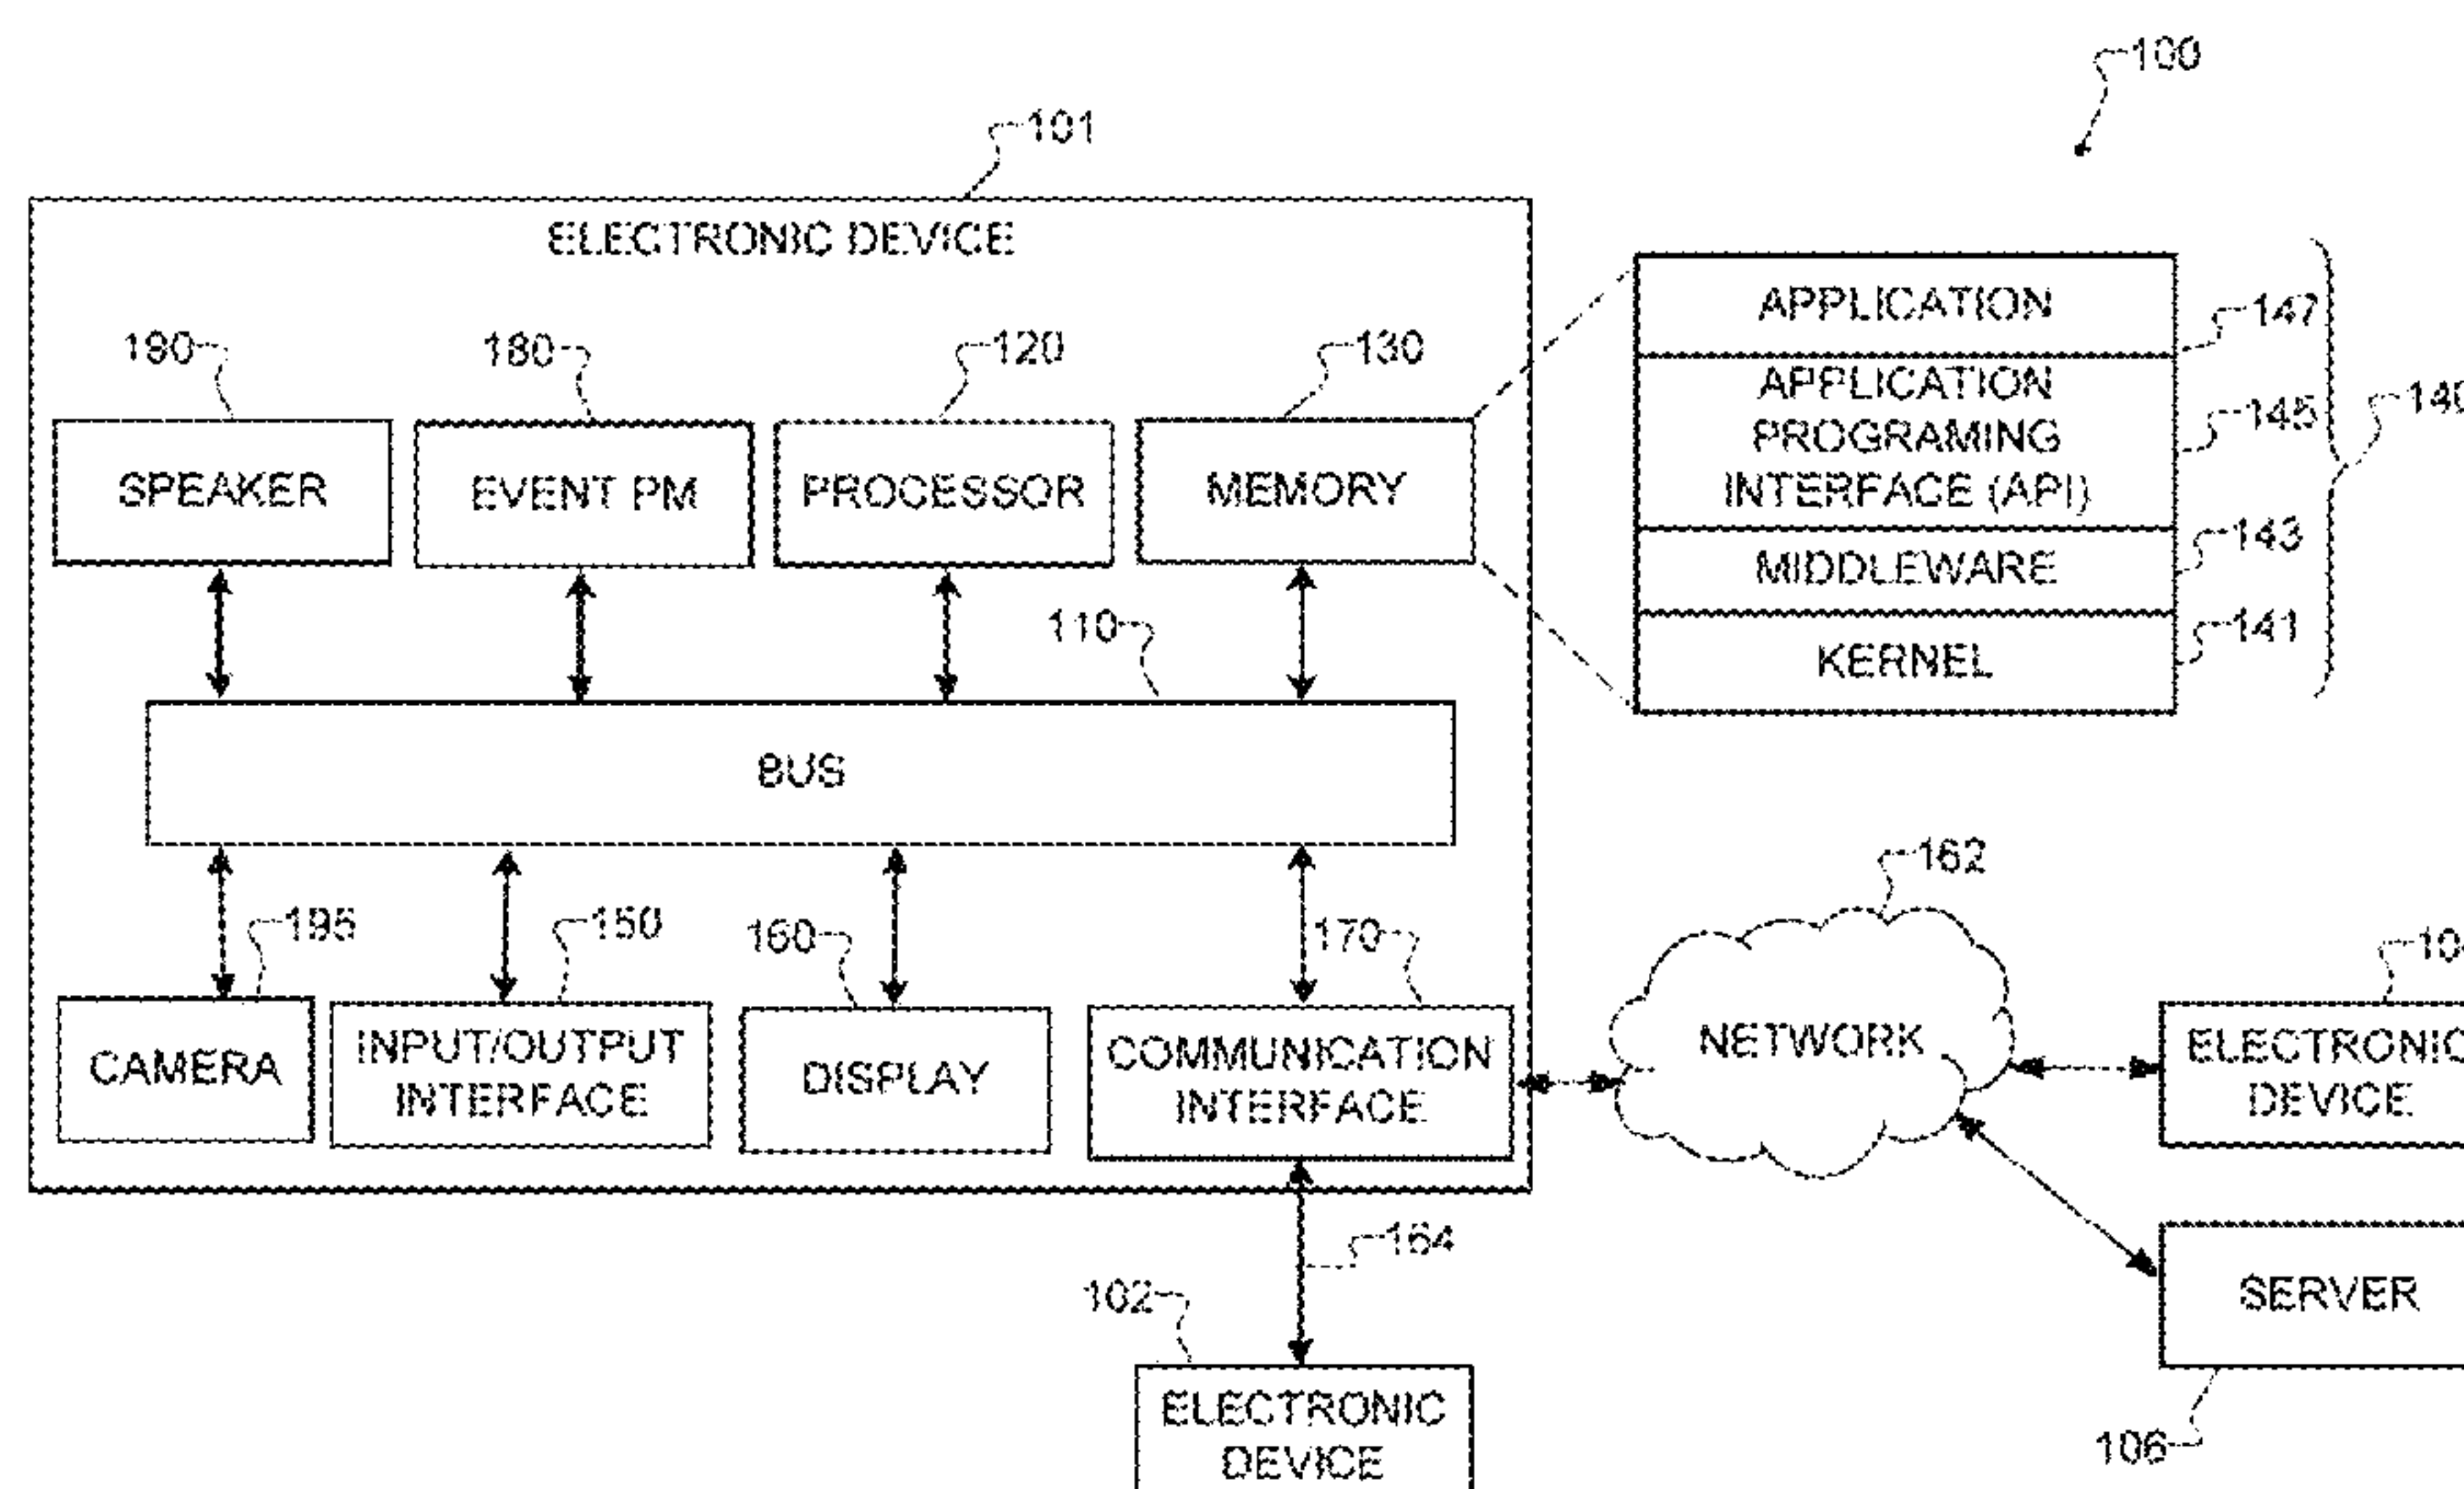 100
101
ELECTRONIC DEVICE
190
180
120
130
SPEAKER
EVENT PM
PROCESSOR
MEMORY
110
BUS
195
150
160
170
CAMERA
INPUT/OUTPUT
INTERFACE
DISPLAY
COMMUNICATION
INTERFACE
APPLICATION
147
APPLICATION
PROGRAMING
INTERFACE (API)
145
MIDDLEWARE
143
KERNEL
141
162
NETWORK
ELECTRONIC
DEVICE
SERVER
106
164
102
ELECTRONIC
DEVICE